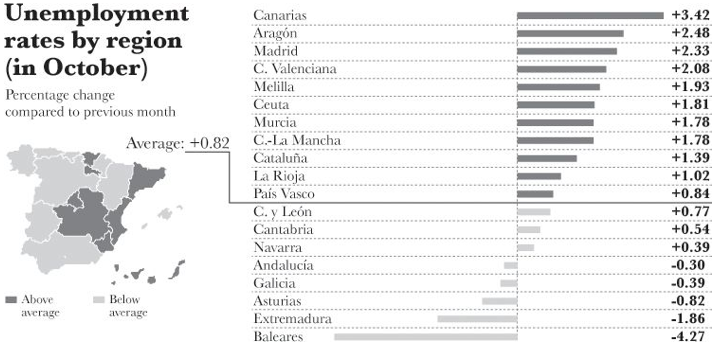 Unemployment
rates by region
(in October)
Percentage change
compared to previous month
Average: +0.82
Above
average
Below
average
Canarias +3.42
Aragón +2.48
Madrid +2.33
C. Valenciana +2.08
Melilla +1.93
Ceuta +1.81
Murcia +1.78
C.-La Mancha +1.78
Cataluña +1.39
La Rioja +1.02
País Vasco +0.84
C. y León +0.77
Cantabria +0.54
Navarra +0.39
Andalucía -0.30
Galicia -0.39
Asturias -0.82
Extremadura -1.86
Baleares -4.27